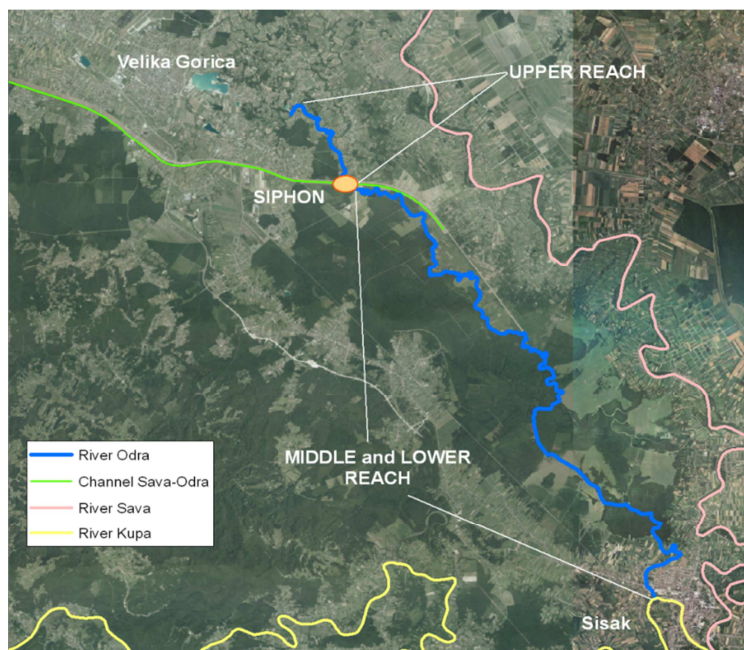 Velika Gorica
UPPER REACH
SIPHON
MIDDLE and LOWER
REACH
River Odra
Channel Sava-Odra
River Sava
River Kupa
Sisak